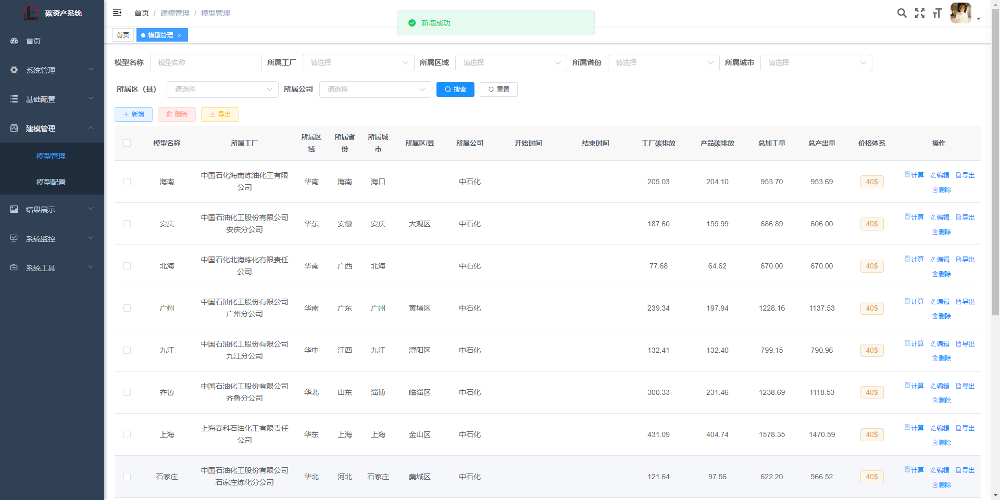 碳资产系统
首页
系统管理
基础配置
建模管理
模型管理
模型配置
结果展示
系统监控
系统工具
首页 / 建模管理 / 模型管理
新增成功
首页 模型管理 ×
模型名称 模型名称 所属工厂 请选择 所属区域 请选择 所属省份 请选择 所属城市 请选择
所属区（县） 请选择 所属公司 请选择 搜索 重置
新增 删除 导出
模型名称 所属工厂 所属区域 所属省份 所属城市 所属区/县 所属公司 开始时间 结束时间 工厂碳排放 产品碳排放 总加工量 总产出量 价格体系 操作
海南 中国石化海南炼油化工有限公司 华南 海南 海口 中石化 205.03 204.10 953.70 953.69 40$ 计算 编辑 导出 删除
安庆 中国石油化工股份有限公司安庆分公司 华东 安徽 安庆 大观区 中石化 187.60 159.99 686.89 606.00 40$ 计算 编辑 导出 删除
北海 中国石化北海炼化有限责任公司 华南 广西 北海 中石化 77.68 64.62 670.00 670.00 40$ 计算 编辑 导出 删除
广州 中国石油化工股份有限公司广州分公司 华南 广东 广州 黄埔区 中石化 239.34 197.94 1228.16 1137.53 40$ 计算 编辑 导出 删除
九江 中国石油化工股份有限公司九江分公司 华中 江西 九江 浔阳区 中石化 132.41 132.40 799.15 790.96 40$ 计算 编辑 导出 删除
齐鲁 中国石油化工股份有限公司齐鲁分公司 华北 山东 淄博 临淄区 中石化 300.33 231.46 1238.69 1118.53 40$ 计算 编辑 导出 删除
上海 上海赛科石油化工有限责任公司 华东 上海 上海 金山区 中石化 431.09 404.74 1578.35 1470.59 40$ 计算 编辑 导出 删除
石家庄 中国石油化工股份有限公司石家庄炼化分公司 华北 河北 石家庄 藁城区 中石化 121.64 97.56 622.20 566.52 40$ 计算 编辑 导出 删除